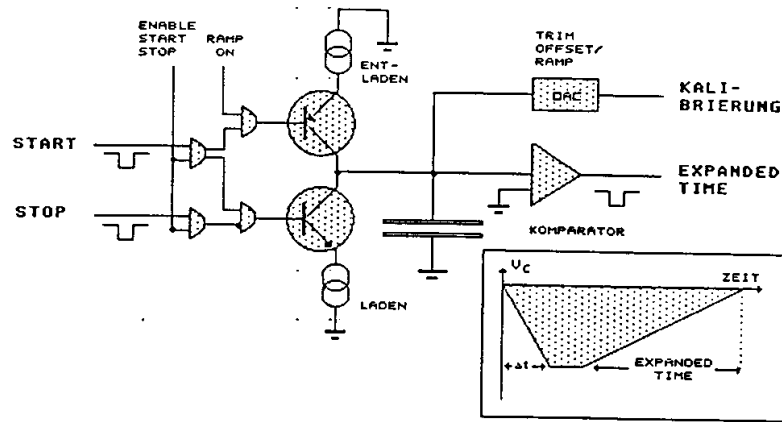 ENABLE
START
STOP
RAMP
ON
ENT-
LADEN
TRIM
OFFSET/
RAMP
DAC
KALI-
BRIERUNG
START
STOP
EXPANDED
TIME
KOMPARATOR
LADEN
VC
ZEIT
Δt
EXPANDED
TIME